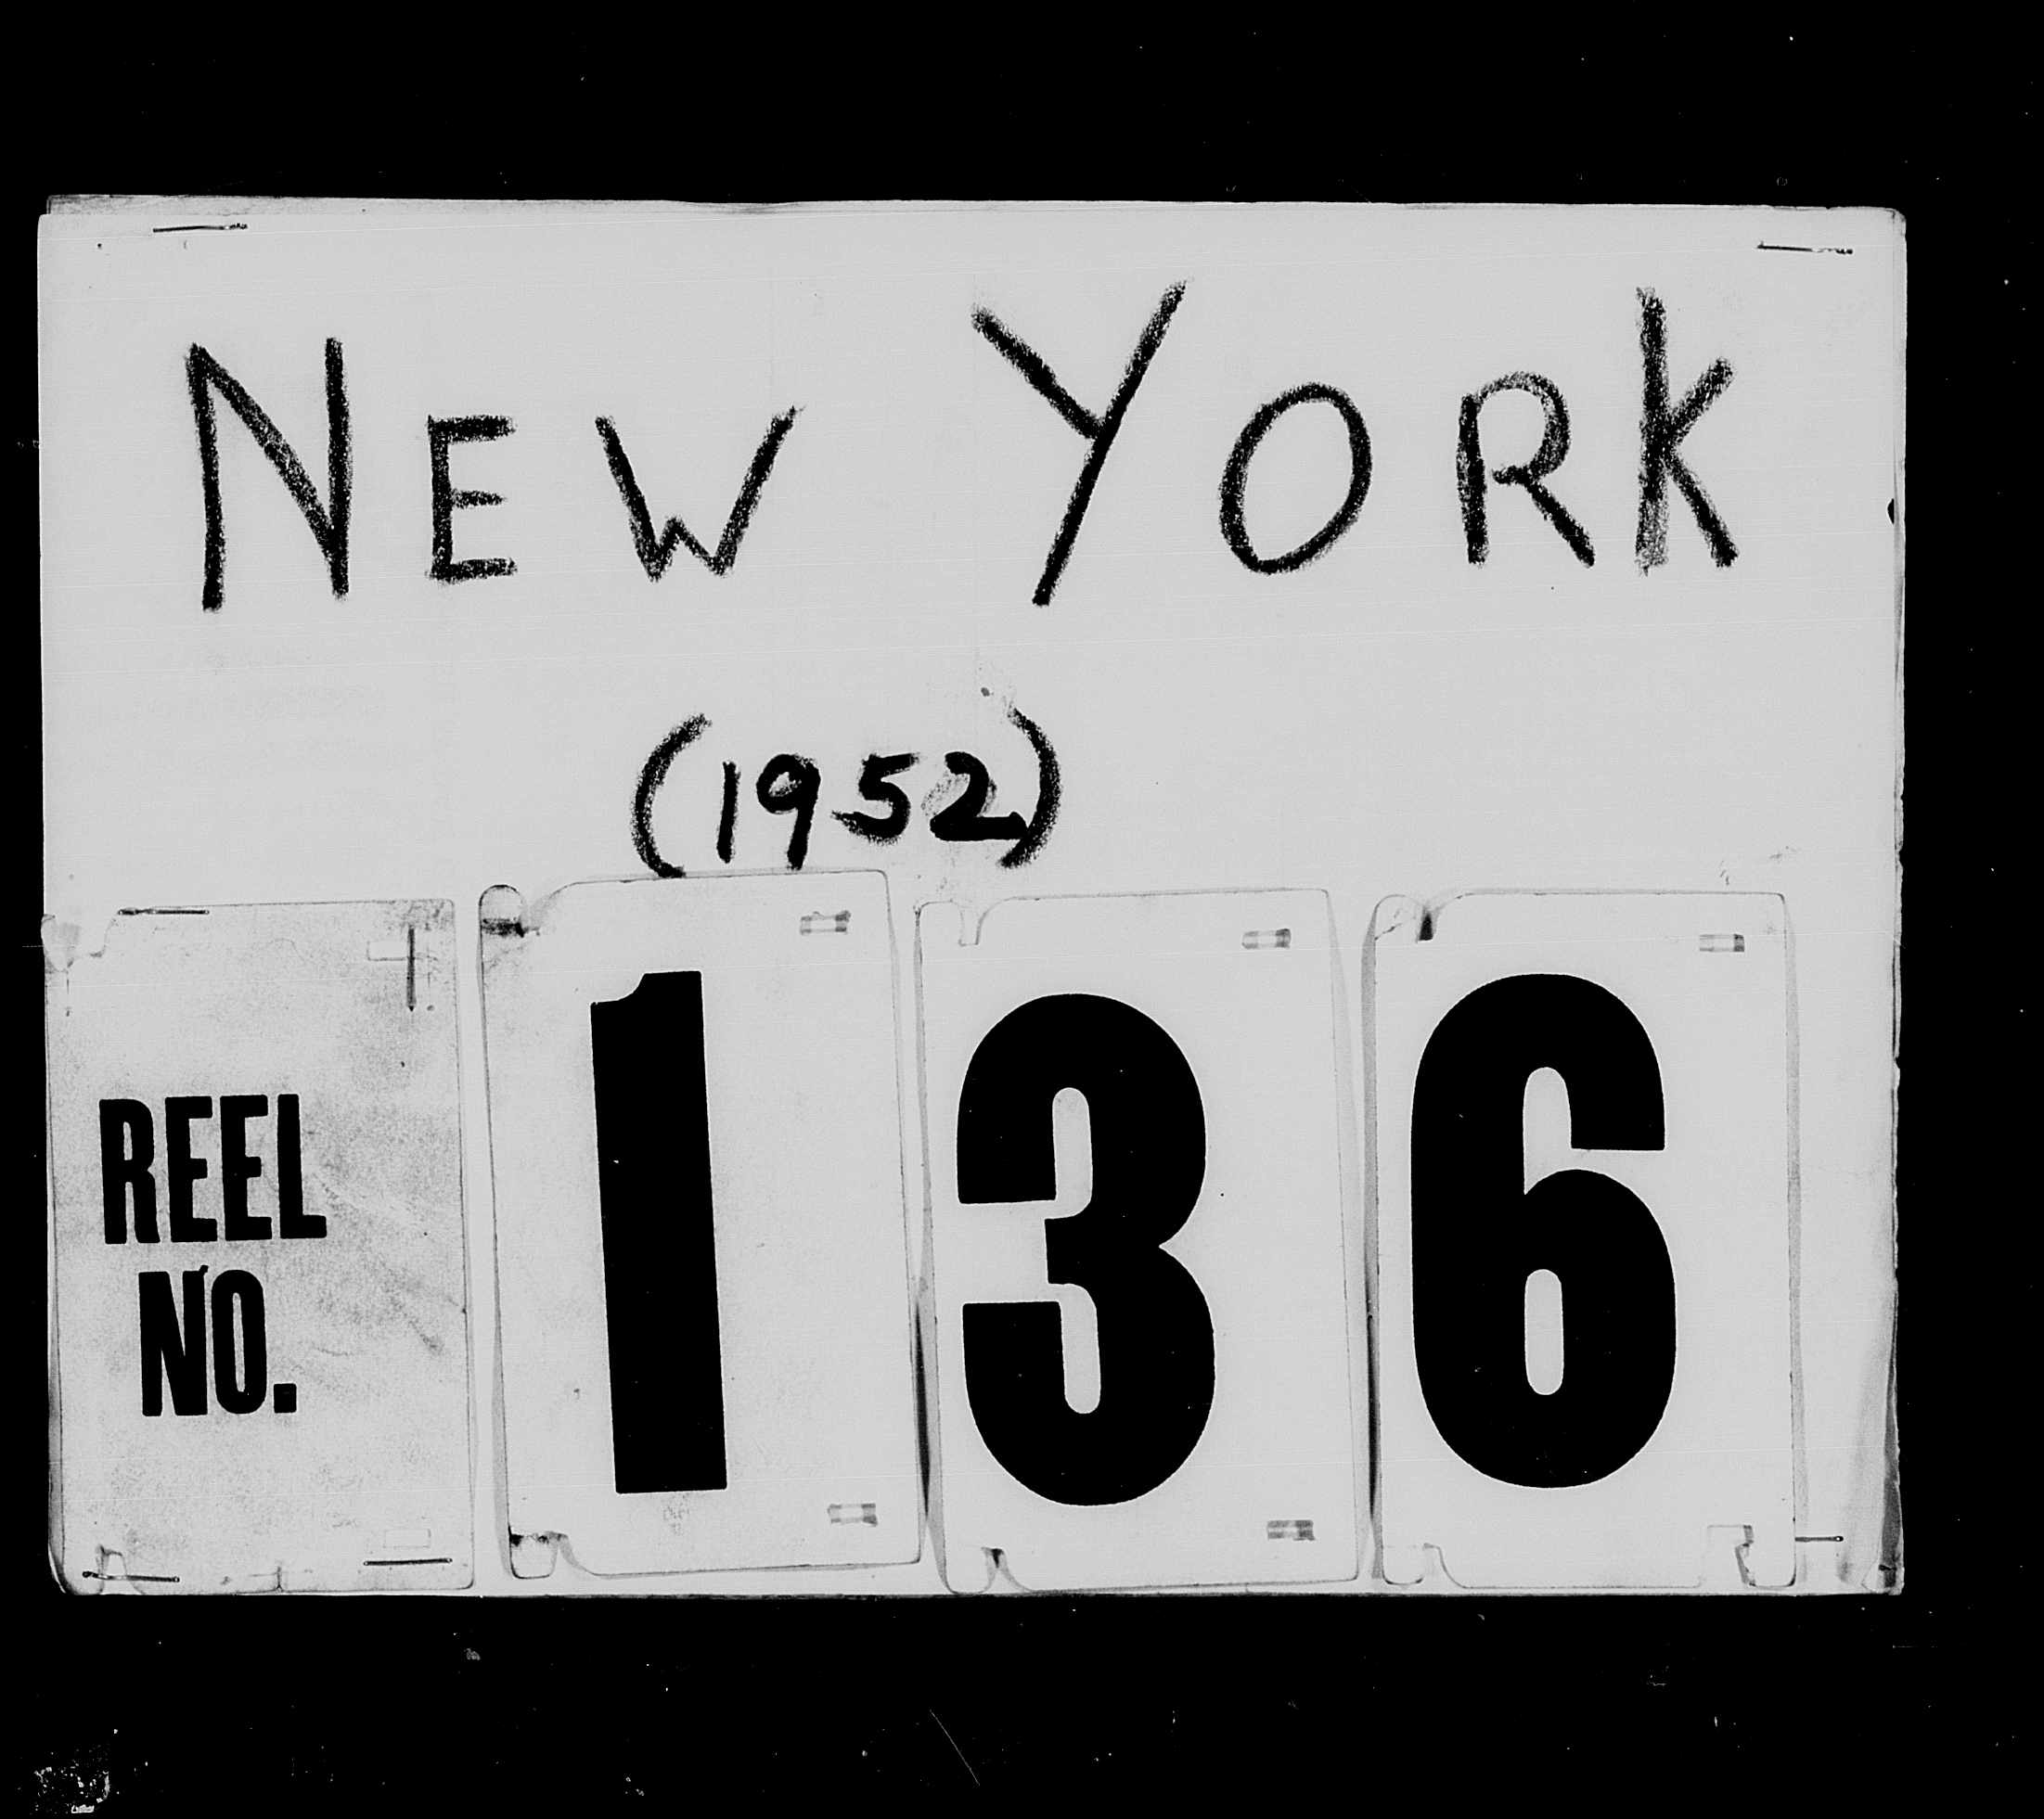 NEW YORK
(1952)
REEL
NO.
136